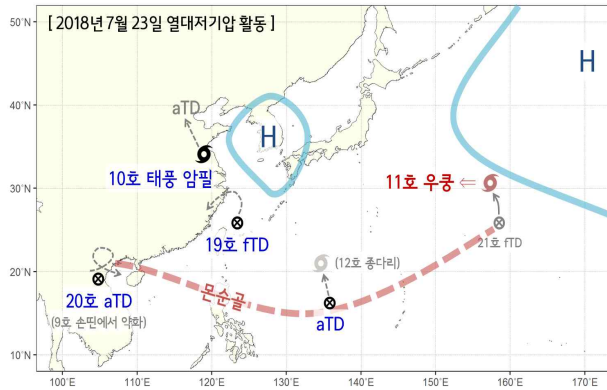 [ 2018년 7월 23일 열대저기압 활동 ]
H
aTD
H
10호 태풍 암필
11호 우쿵 ⇐
19호 fTD
21호 fTD
(12호 종다리)
몬순골
20호 aTD
(9호 손띤에서 약화)
aTD
50˚N
40˚N
30˚N
20˚N
10˚N
100˚E
110˚E
120˚E
130˚E
140˚E
150˚E
160˚E
170˚E